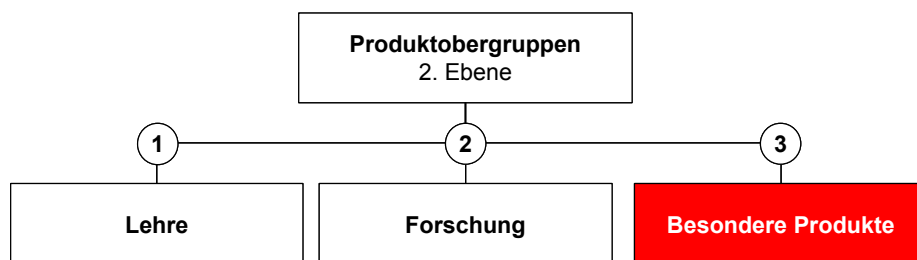 Produktobergruppen
2. Ebene
1 2 3
Lehre Forschung Besondere Produkte